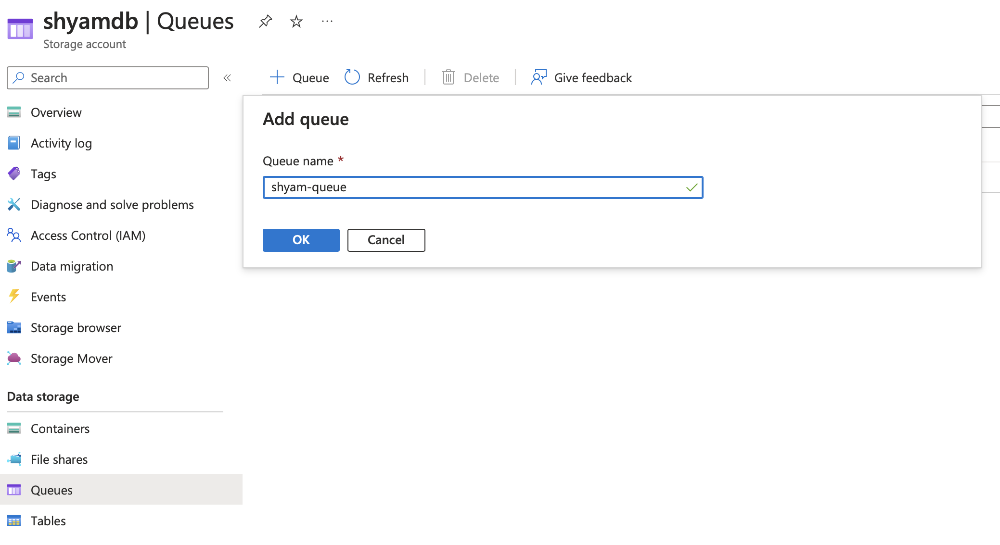 shyamdb | Queues
Storage account
Search
Queue
Refresh
Delete
Give feedback
Overview
Activity log
Tags
Diagnose and solve problems
Access Control (IAM)
Data migration
Events
Storage browser
Storage Mover
Data storage
Containers
File shares
Queues
Tables
Add queue
Queue name *
shyam-queue
OK
Cancel